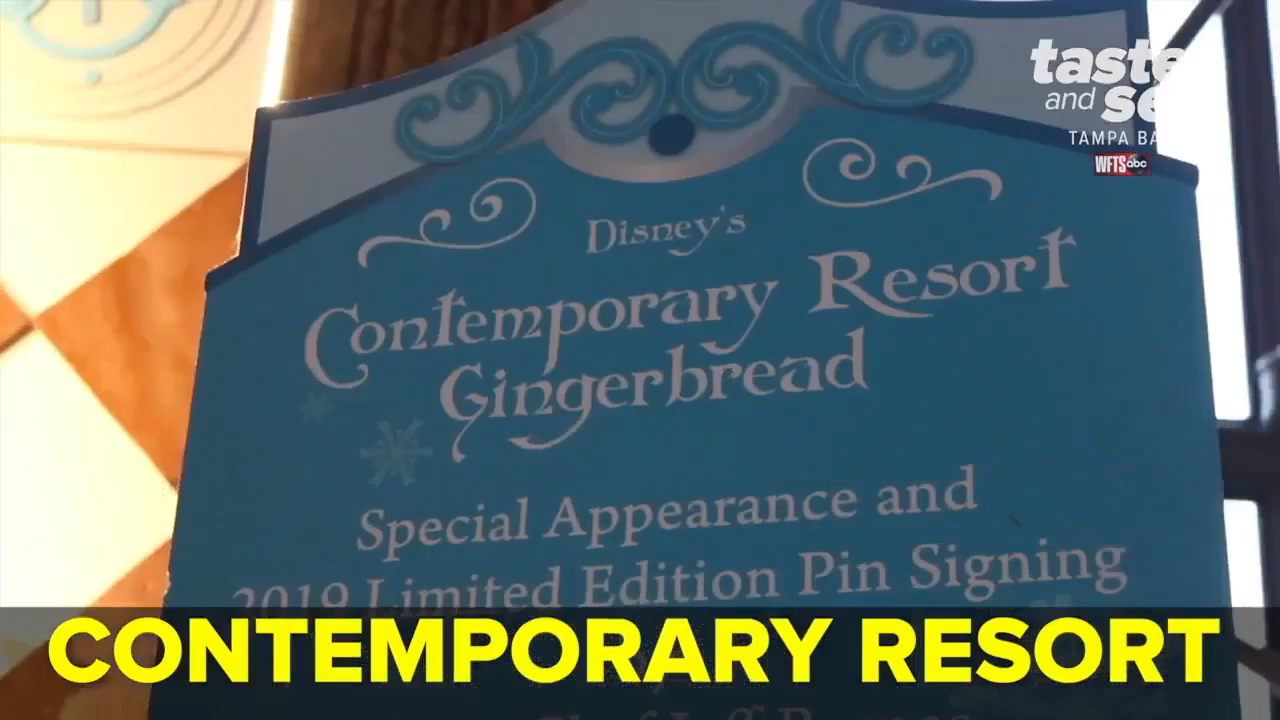 taste
and se
TAMPA BA
WFTS abc
Disney's
Contemporary Resort
Gingerbread
Special Appearance and
2019 Limited Edition Pin Signing
CONTEMPORARY RESORT